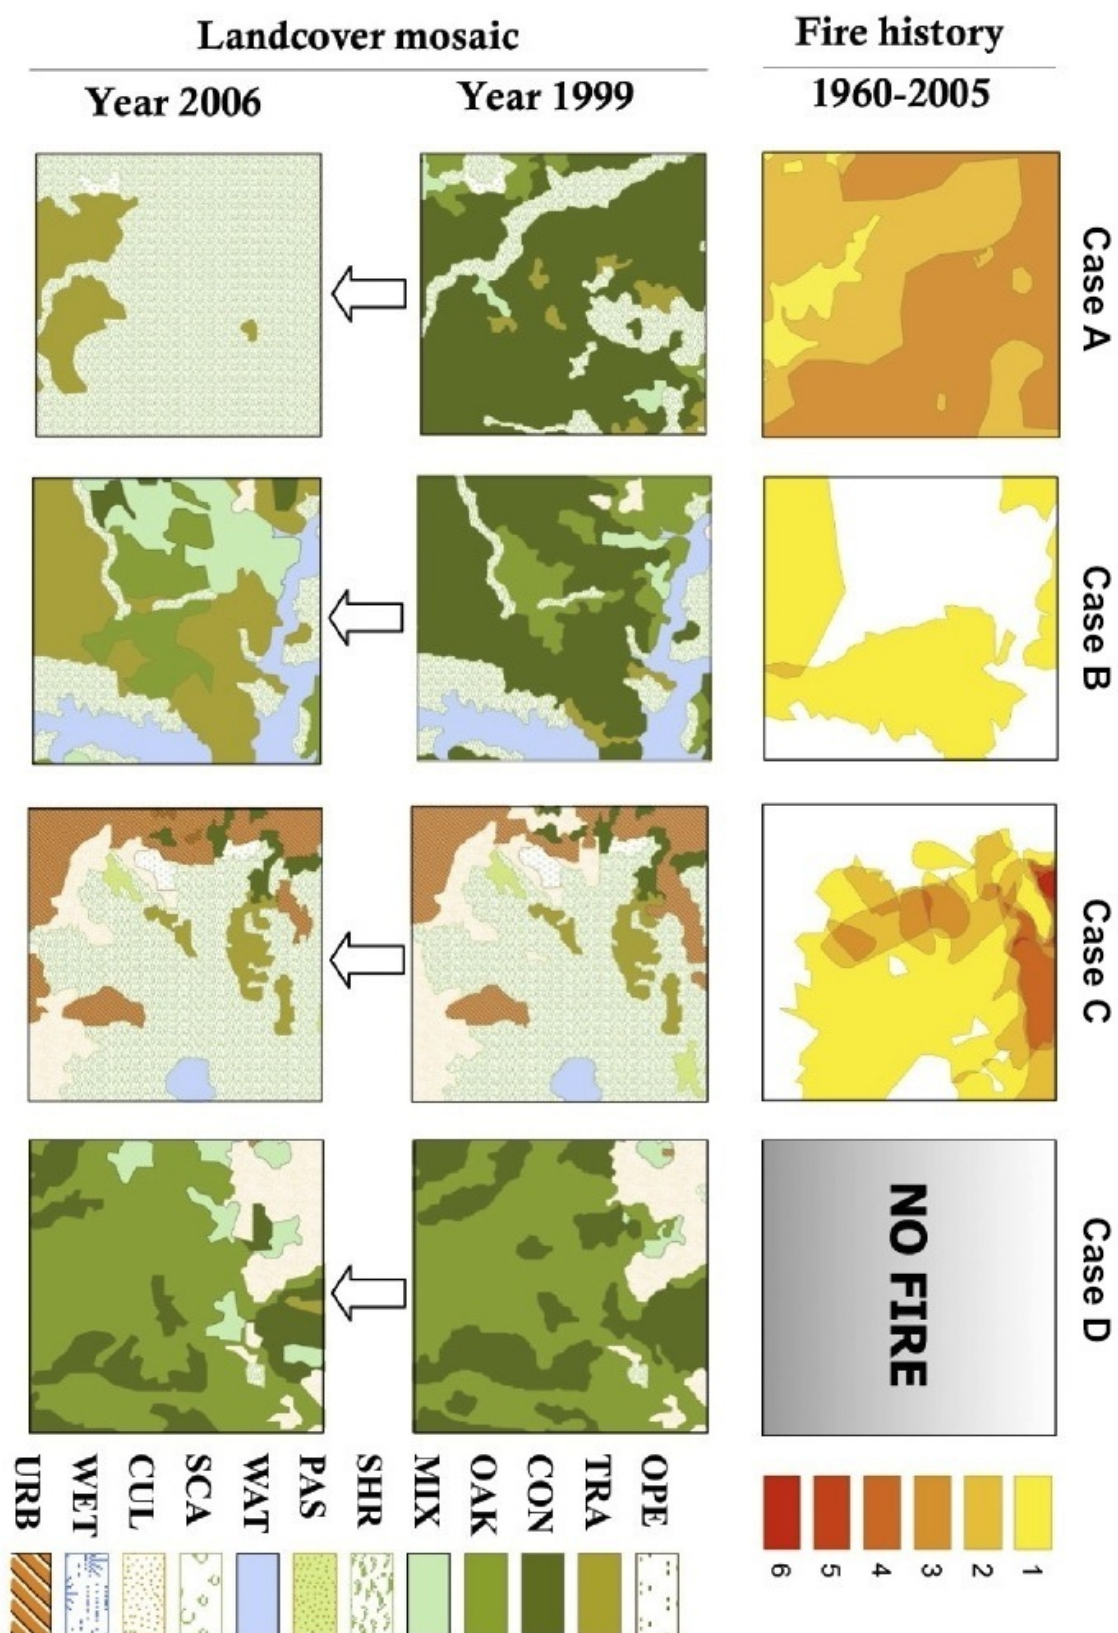 Landcover mosaic
Fire history
Year 2006
Year 1999
1960-2005
Case A
Case B
Case C
Case D
NO FIRE
URB
WET
CUL
SCA
WAT
PAS
SHR
MIX
OAK
CON
TRA
OPE
6
5
4
3
2
1